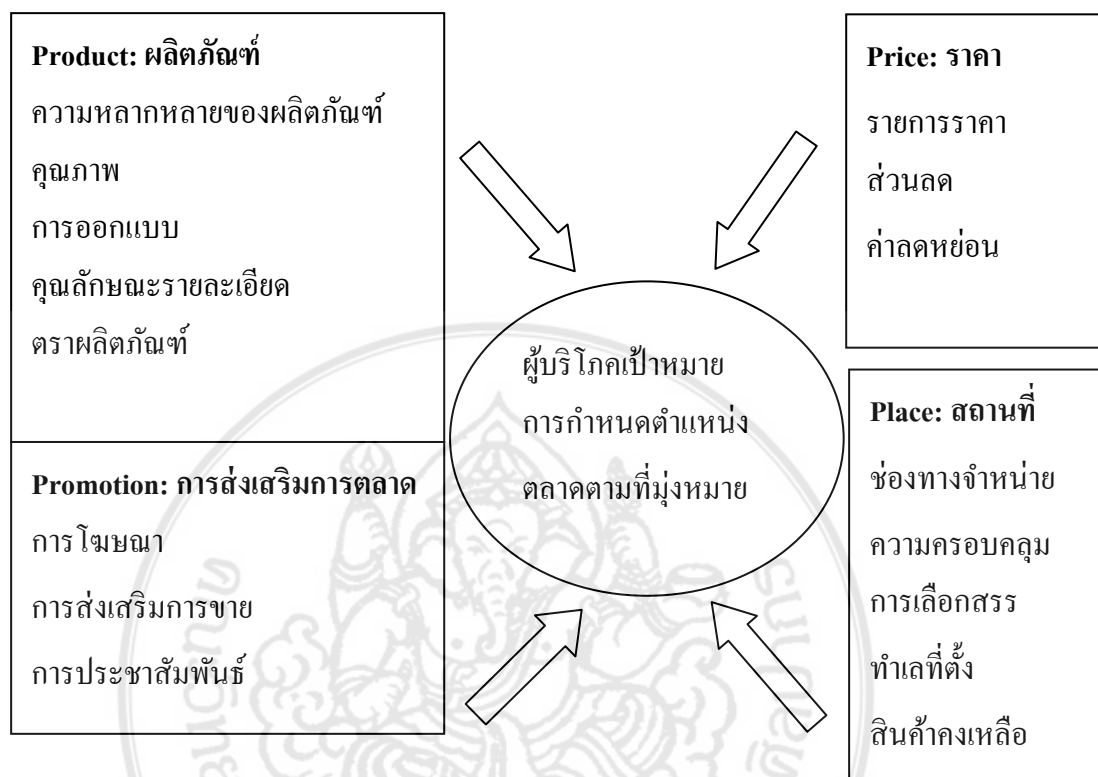 Product: ผลิตภัณฑ์
ความหลากหลายของผลิตภัณฑ์
คุณภาพ
การออกแบบ
คุณลักษณะรายละเอียด
ตราผลิตภัณฑ์
Price: ราคา
รายการราคา
ส่วนลด
ค่าลดหย่อน
ผู้บริโภคเป้าหมาย
การกำหนดตำแหน่ง
ตลาดตามที่มุ่งหมาย
Promotion: การส่งเสริมการตลาด
การโฆษณา
การส่งเสริมการขาย
การประชาสัมพันธ์
Place: สถานที่
ช่องทางจำหน่าย
ความครอบคลุม
การเลือกสรร
ทำเลที่ตั้ง
สินค้าคงเหลือ